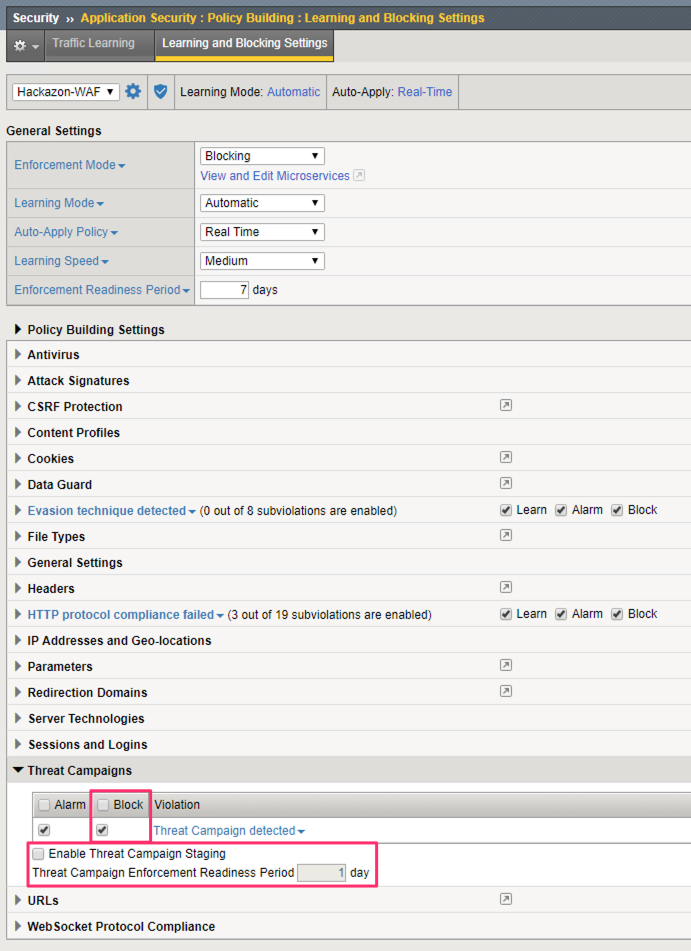 Security ›› Application Security : Policy Building : Learning and Blocking Settings
Traffic Learning Learning and Blocking Settings
Hackazon-WAF Learning Mode: Automatic Auto-Apply: Real-Time
General Settings
Enforcement Mode Blocking
View and Edit Microservices
Learning Mode Automatic
Auto-Apply Policy Real Time
Learning Speed Medium
Enforcement Readiness Period 7 days
Policy Building Settings
Antivirus
Attack Signatures
CSRF Protection
Content Profiles
Cookies
Data Guard
Evasion technique detected (0 out of 8 subviolations are enabled) Learn Alarm Block
File Types
General Settings
Headers
HTTP protocol compliance failed (3 out of 19 subviolations are enabled) Learn Alarm Block
IP Addresses and Geo-locations
Parameters
Redirection Domains
Server Technologies
Sessions and Logins
Threat Campaigns
Alarm Block Violation
Threat Campaign detected
Enable Threat Campaign Staging
Threat Campaign Enforcement Readiness Period 1 day
URLs
WebSocket Protocol Compliance